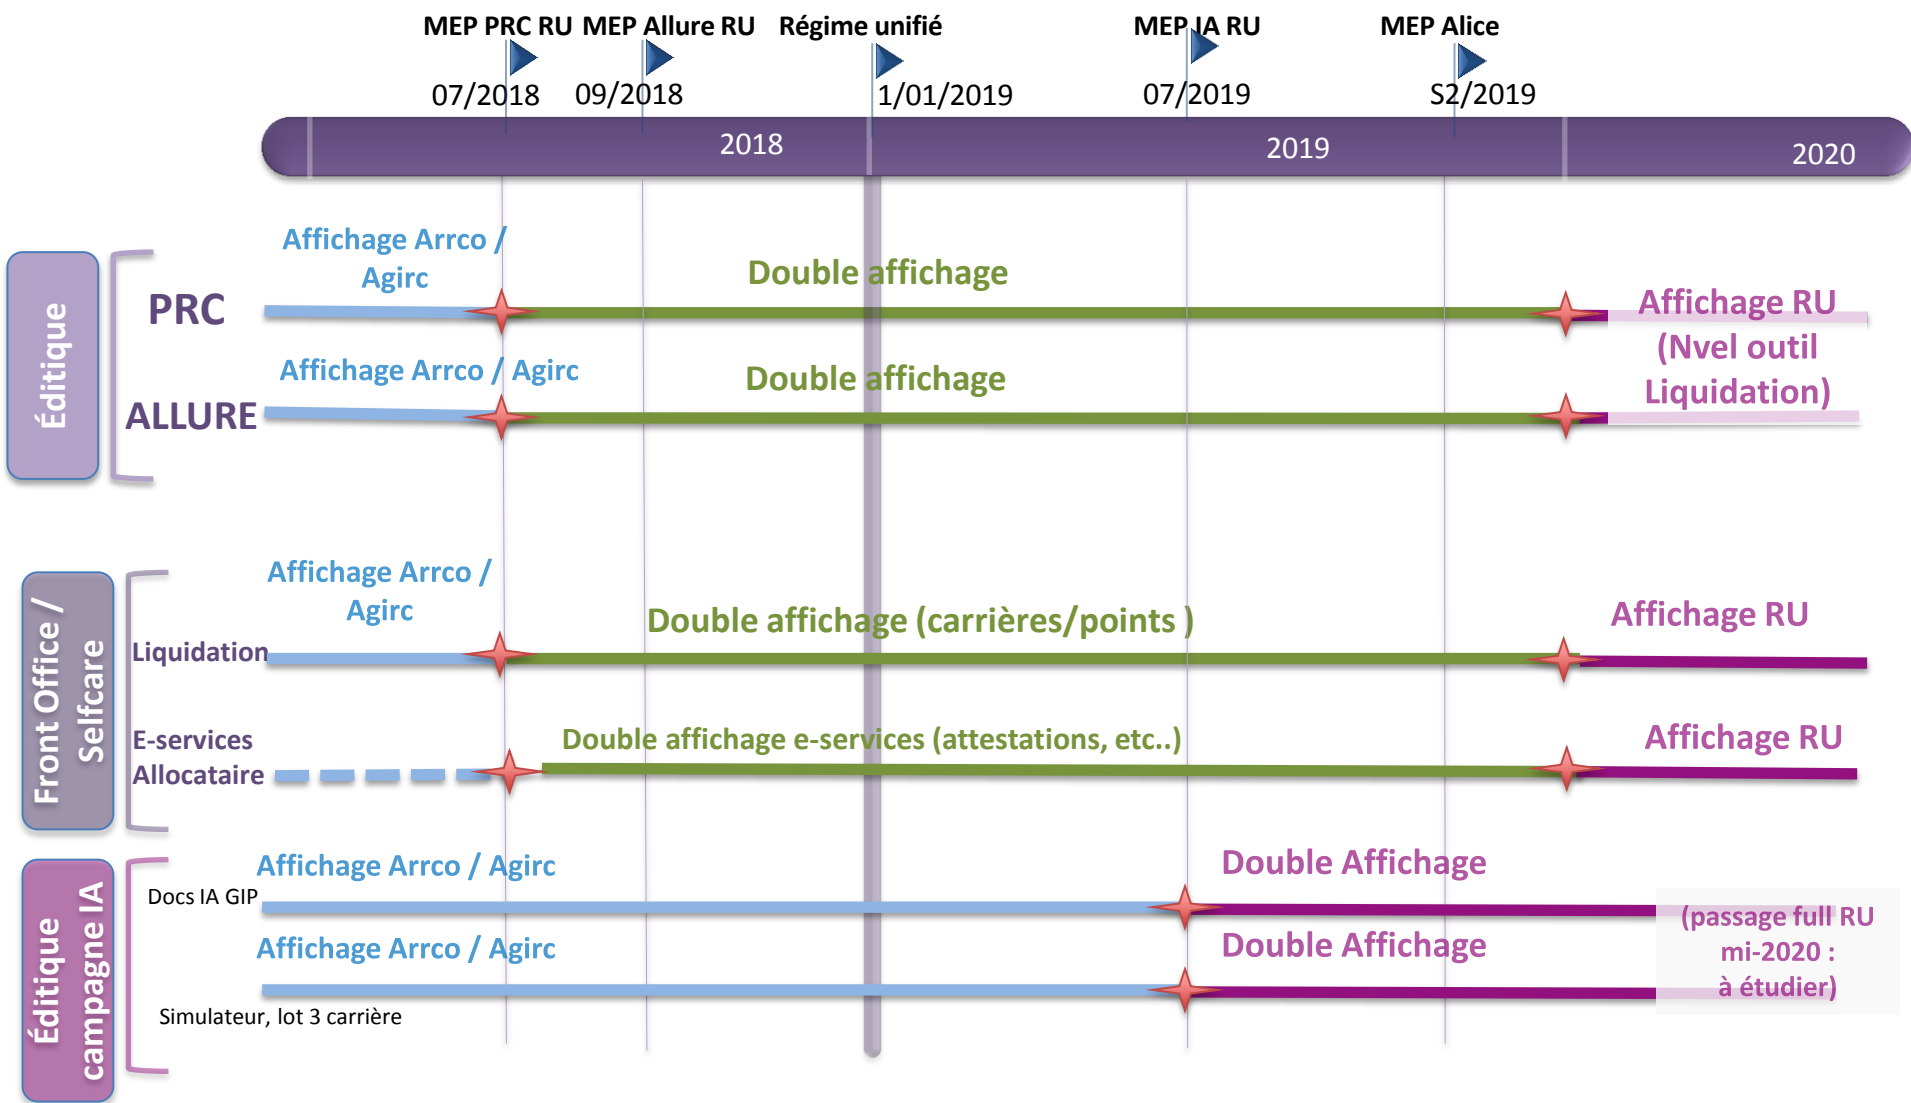 MEP PRC RU
MEP Allure RU
Régime unifié
MEP IA RU
MEP Alice
07/2018
09/2018
1/01/2019
07/2019
S2/2019
2018
2019
2020
Éditique
PRC
Affichage Arrco /
Agirc
Double affichage
Affichage RU
(Nvel outil
Liquidation)
ALLURE
Affichage Arrco / Agirc
Double affichage
Front Office /
Selfcare
Liquidation
Affichage Arrco /
Agirc
Double affichage (carrières/points )
Affichage RU
E-services
Allocataire
Double affichage e-services (attestations, etc..)
Affichage RU
Éditique
campagne IA
Docs IA GIP
Affichage Arrco / Agirc
Double Affichage
(passage full RU
mi-2020 :
à étudier)
Affichage Arrco / Agirc
Double Affichage
Simulateur, lot 3 carrière